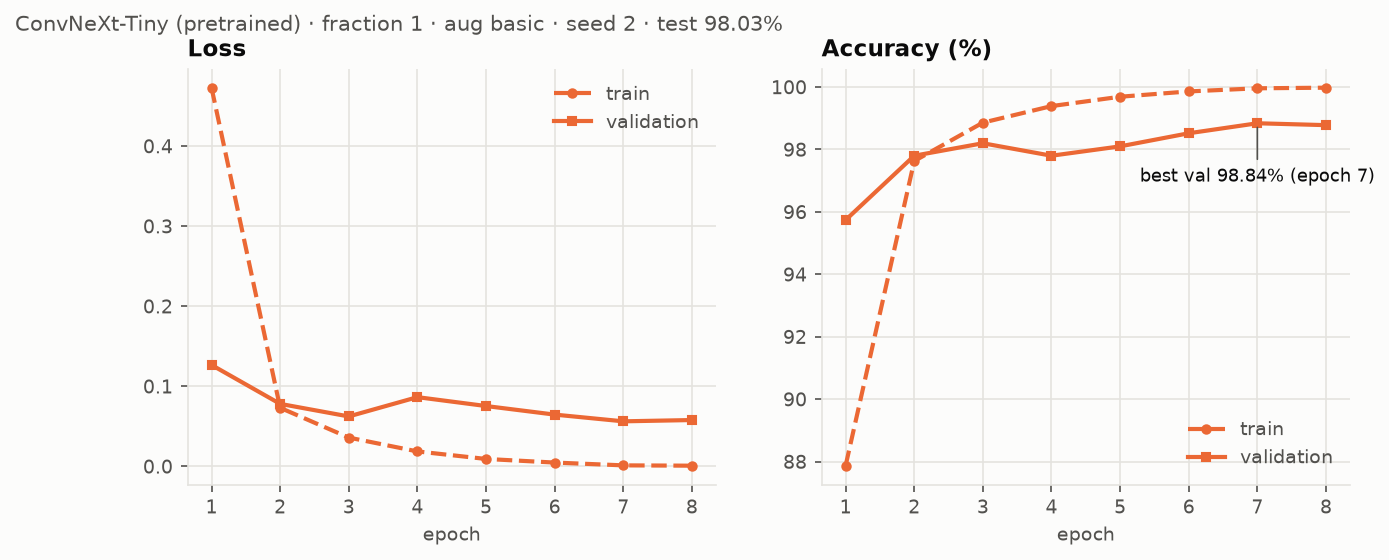 ConvNeXt-Tiny (pretrained) · fraction 1 · aug basic · seed 2 · test 98.03%
Loss
train
validation
0.4
0.3
0.2
0.1
0.0
1 2 3 4 5 6 7 8
epoch
Accuracy (%)
100
98
96
94
92
90
88
best val 98.84% (epoch 7)
train
validation
1 2 3 4 5 6 7 8
epoch